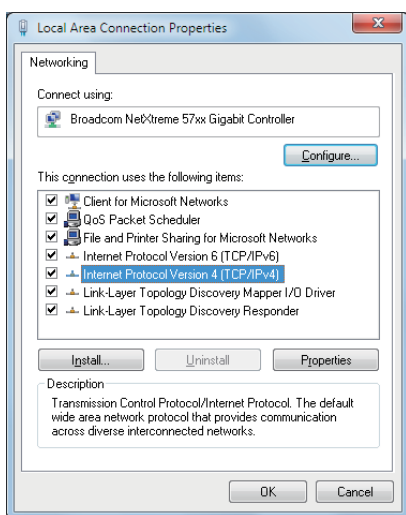 Local Area Connection Properties
Networking
Connect using:
Broadcom NetXtreme 57xx Gigabit Controller
Configure...
This connection uses the following items:
Client for Microsoft Networks
QoS Packet Scheduler
File and Printer Sharing for Microsoft Networks
Internet Protocol Version 6 (TCP/IPv6)
Internet Protocol Version 4 (TCP/IPv4)
Link-Layer Topology Discovery Mapper I/O Driver
Link-Layer Topology Discovery Responder
Install...
Uninstall
Properties
Description
Transmission Control Protocol/Internet Protocol. The default
wide area network protocol that provides communication
across diverse interconnected networks.
OK
Cancel